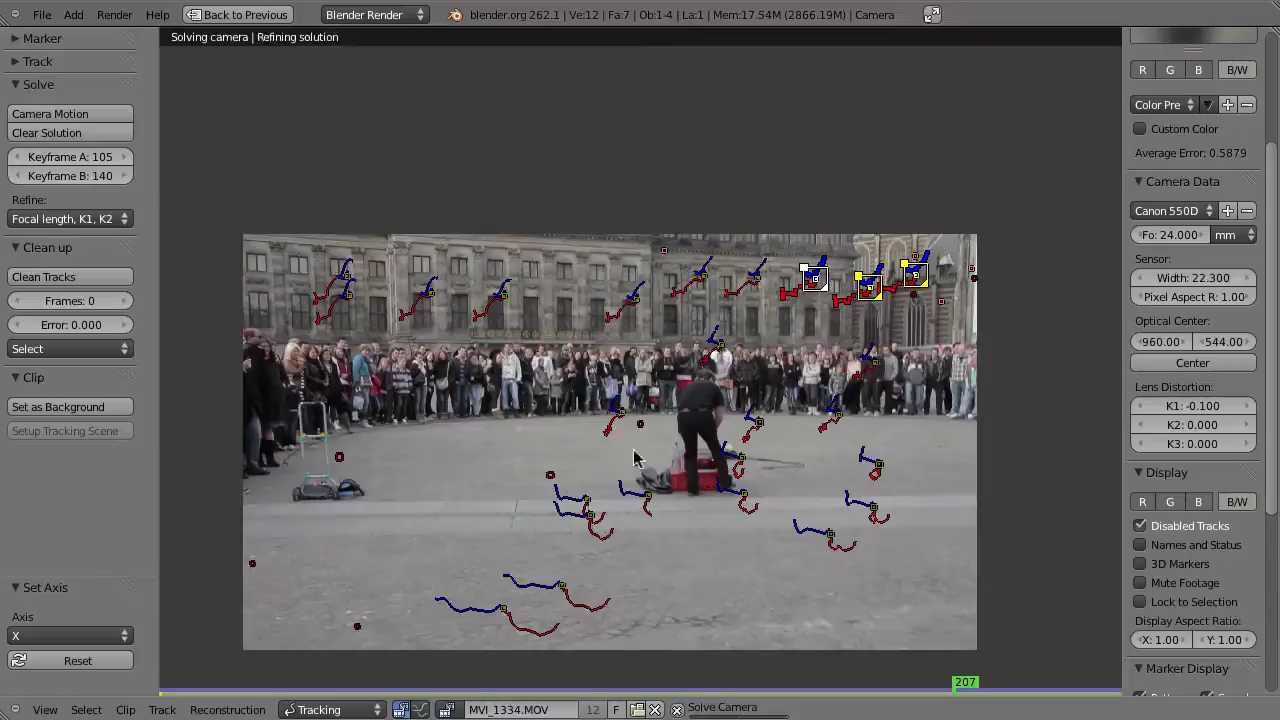 File Render Help Back to Previous Blender Render blender.org 262.1 | Ve:12 | Fa:7 | Ob:1-4 | La:1 | Mem:17.54M (2866.19M) | Camera
Marker
Track
Solve
Camera Motion
Clear Solution
Keyframe A: 105
Keyframe B: 140
Refine:
Focal length, K1, K2
Clean up
Clean Tracks
Frames: 0
Error: 0.000
Select
Clip
Set as Background
Setup Tracking Scene
Set Axis
Axis
X
Reset
Solving camera | Refining solution
207
R G B B/W
Color Pre
Custom Color
Average Error: 0.5879
Camera Data
Canon 550D
Fo: 24.000 mm
Sensor:
Width: 22.300
Pixel Aspect R: 1.00
Optical Center:
960.00 544.00
Center
Lens Distortion:
K1: -0.100
K2: 0.000
K3: 0.000
Display
R G B B/W
Disabled Tracks
Names and Status
3D Markers
Mute Footage
Lock to Selection
Display Aspect Ratio:
X: 1.00 Y: 1.00
Marker Display
View Select Clip Track Reconstruction Tracking MVI_1334.MOV 12 F Solve Camera